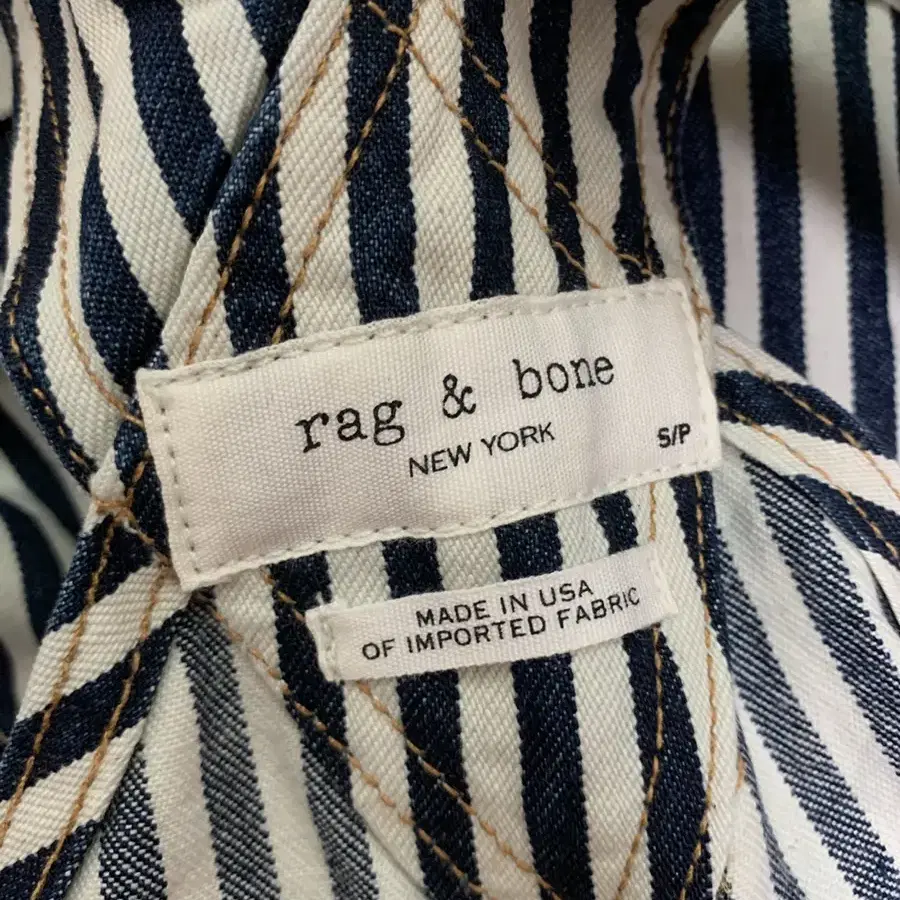 rag & bone
NEW YORK
S/P
MADE IN USA
OF IMPORTED FABRIC